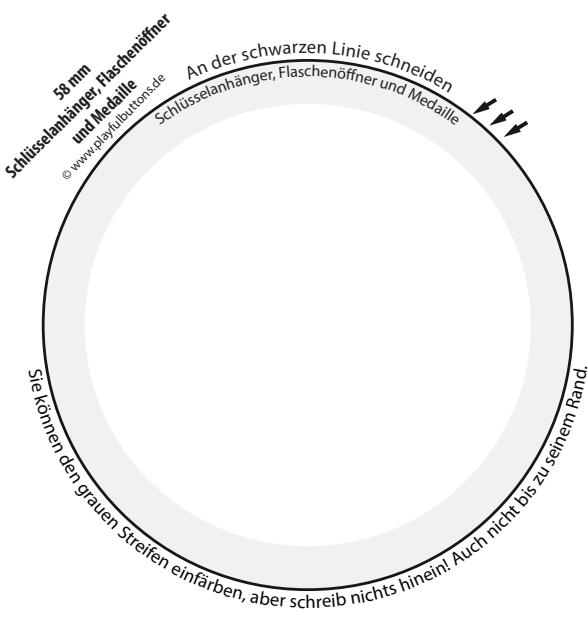 58 mm
Schlüsselanhänger, Flaschenöffner
und Medaille
© www.playfulbuttons.de
An der schwarzen Linie schneiden
Schlüsselanhänger, Flaschenöffner und Medaille
Sie können den grauen Streifen einfärben, aber schreib nichts hinein! Auch nicht bis zu seinem Rand.